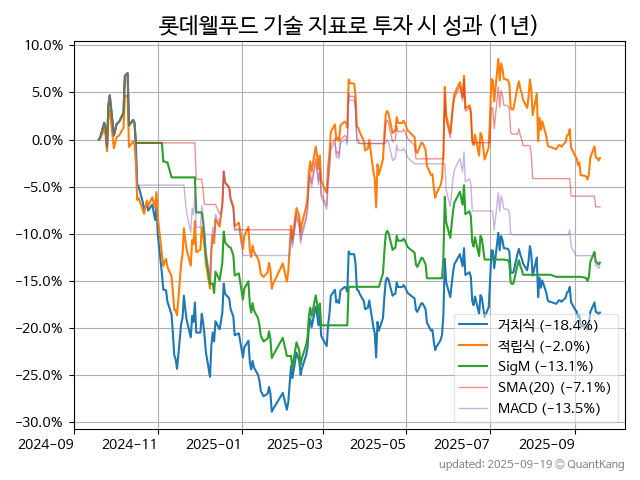 롯데웰푸드 기술 지표로 투자 시 성과 (1년)
10.0%
5.0%
0.0%
−5.0%
−10.0%
−15.0%
−20.0%
−25.0%
−30.0%
거치식 (−18.4%)
적립식 (−2.0%)
SigM (−13.1%)
SMA(20) (−7.1%)
MACD (−13.5%)
2024-09
2024-11
2025-01
2025-03
2025-05
2025-07
2025-09
updated: 2025-09-19 © QuantKang